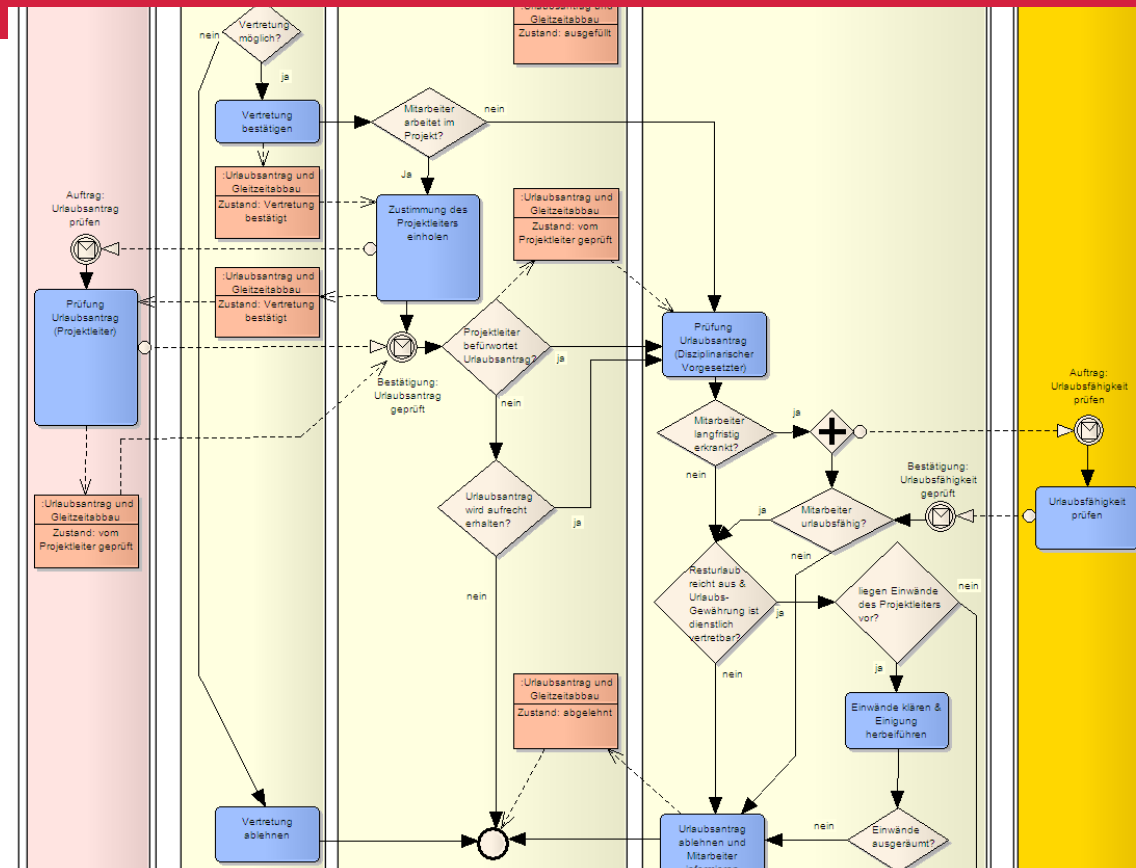 :Urlaubsantrag und
Gleitzeitabbau
Zustand: ausgefüllt
Vertretung
möglich?
nein
ja
Vertretung
bestätigen
Mitarbeiter
arbeitet im
Projekt?
nein
Ja
:Urlaubsantrag und
Gleitzeitabbau
Zustand: Vertretung
bestätigt
Auftrag:
Urlaubsantrag
prüfen
Zustimmung des
Projektleiters
einholen
:Urlaubsantrag und
Gleitzeitabbau
Zustand: vom
Projektleiter geprüft
:Urlaubsantrag und
Gleitzeitabbau
Zustand: Vertretung
bestätigt
Prüfung
Urlaubsantrag
(Projektleiter)
Projektleiter
befürwortet
Urlaubsantrag?
ja
nein
Bestätigung:
Urlaubsantrag
geprüft
Prüfung
Urlaubsantrag
(Disziplinarischer
Vorgesetzter)
Auftrag:
Urlaubsfähigkeit
prüfen
Mitarbeiter
langfristig
erkrankt?
ja
nein
Bestätigung:
Urlaubsfähigkeit
geprüft
Urlaubsantrag
wird aufrecht
erhalten?
ja
nein
:Urlaubsantrag und
Gleitzeitabbau
Zustand: vom
Projektleiter geprüft
Mitarbeiter
urlaubsfähig?
ja
nein
Urlaubsfähigkeit
prüfen
Resturlaub
reicht aus &
Urlaubs-
Gewährung ist
dienstlich
vertretbar?
ja
nein
liegen Einwände
des Projektleiters
vor?
nein
ja
:Urlaubsantrag und
Gleitzeitabbau
Zustand: abgelehnt
Einwände klären &
Einigung
herbeiführen
Vertretung
ablehnen
Urlaubsantrag
ablehnen und
Mitarbeiter
nein
Einwände
ausgeräumt?